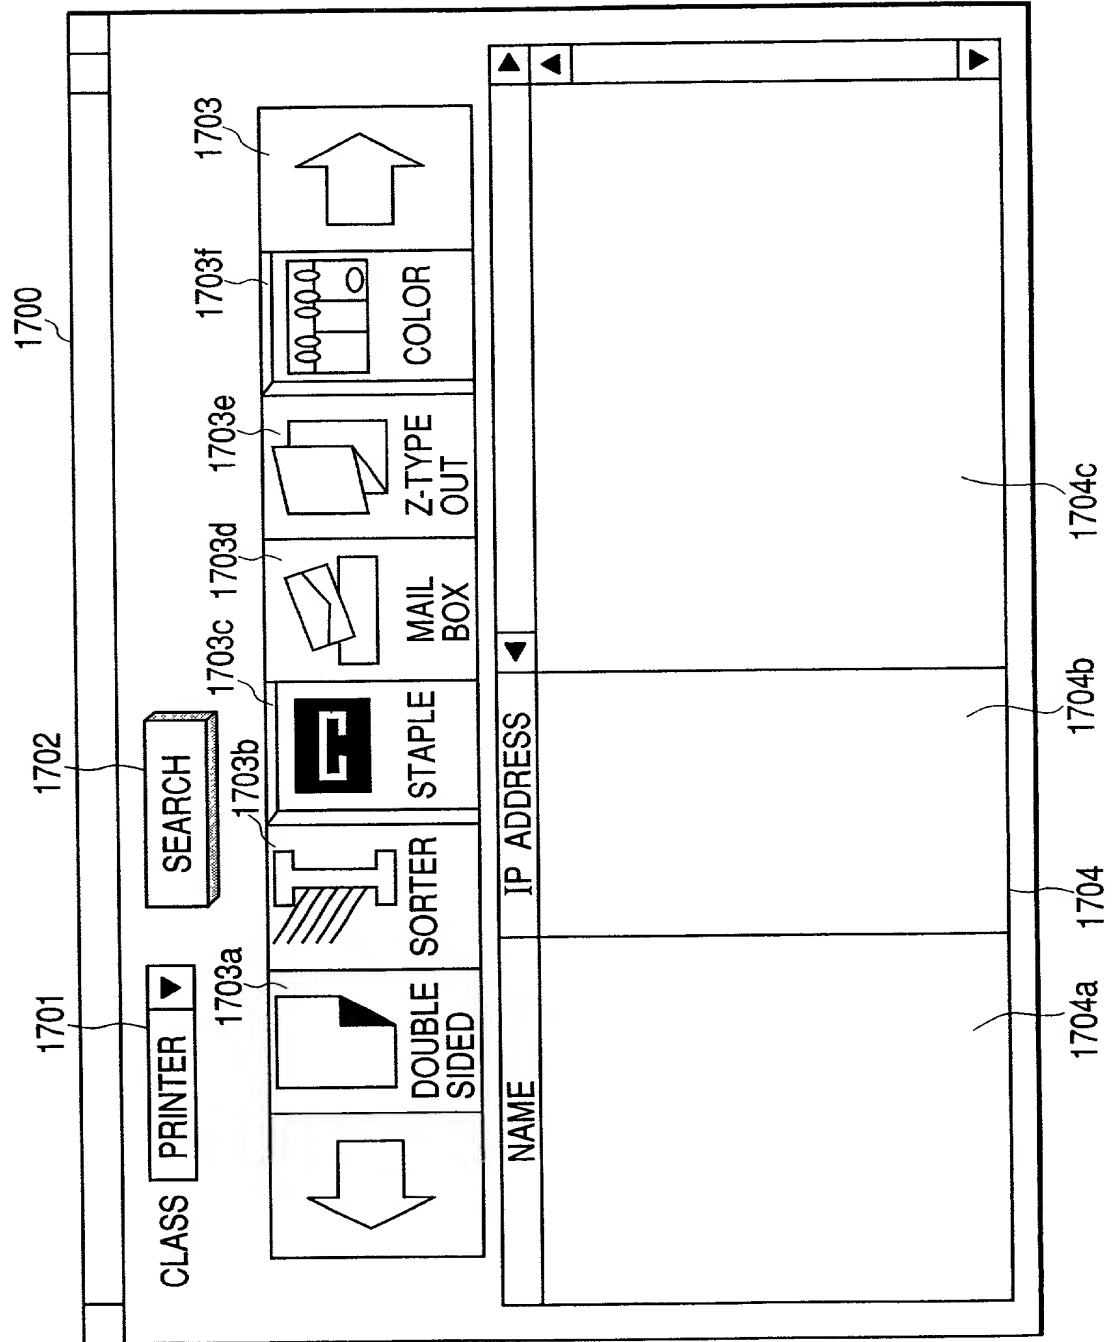 1700
1701
1702
CLASS
PRINTER
SEARCH
1703a
1703b
1703c
1703d
1703e
1703f
1703
DOUBLE
SIDED
SORTER
STAPLE
MAIL
BOX
Z-TYPE
OUT
COLOR
NAME
IP ADDRESS
1704a
1704
1704b
1704c